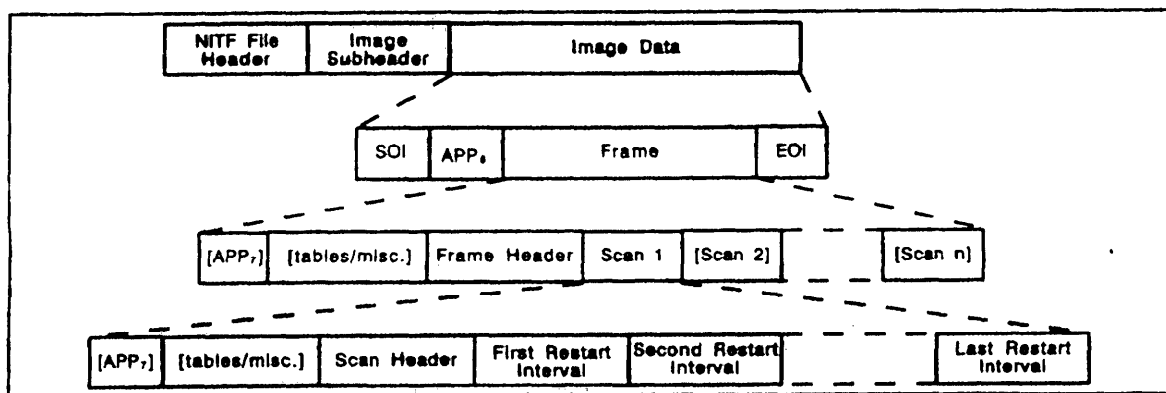 NITF File Header
Image Subheader
Image Data
SOI
APP₆
Frame
EOI
[APP₇]
[tables/misc.]
Frame Header
Scan 1
[Scan 2]
[Scan n]
[APP₇]
[tables/misc.]
Scan Header
First Restart Interval
Second Restart Interval
Last Restart Interval